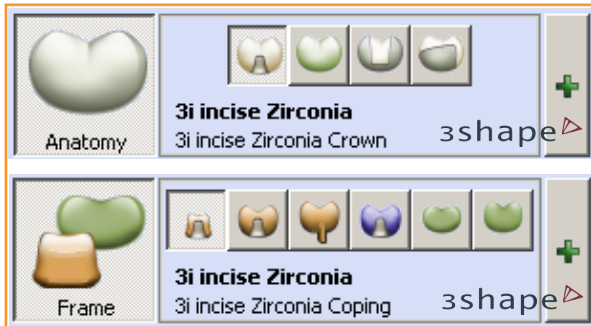 3i incise Zirconia
Anatomy
3i incise Zirconia Crown
3shape
3i incise Zirconia
Frame
3i incise Zirconia Coping
3shape